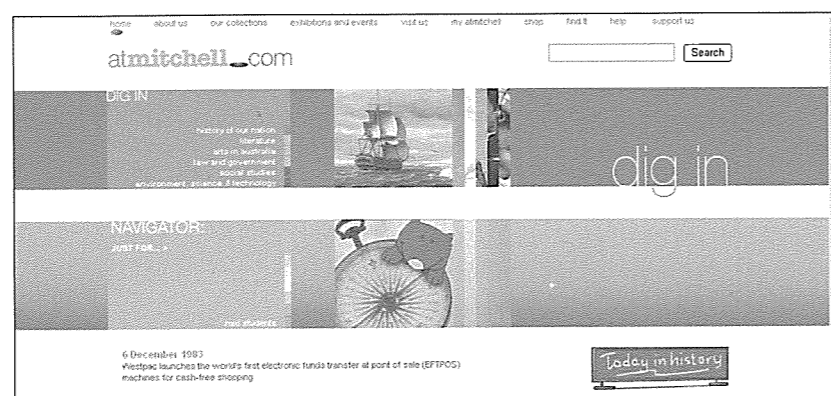 home about us our collections exhibitions and events visit us my atmitchell shop find it help support us
atmitchell.com
Search
DIG IN
history of our nation
literature
arts in australia
law and government
social studies
environment, science & technology
dig in
NAVIGATOR:
JUST FOR... »
6 December 1983
Westpac launches the world's first electronic funds transfer at point of sale (EFTPOS)
machines for cash-free shopping
Today in history